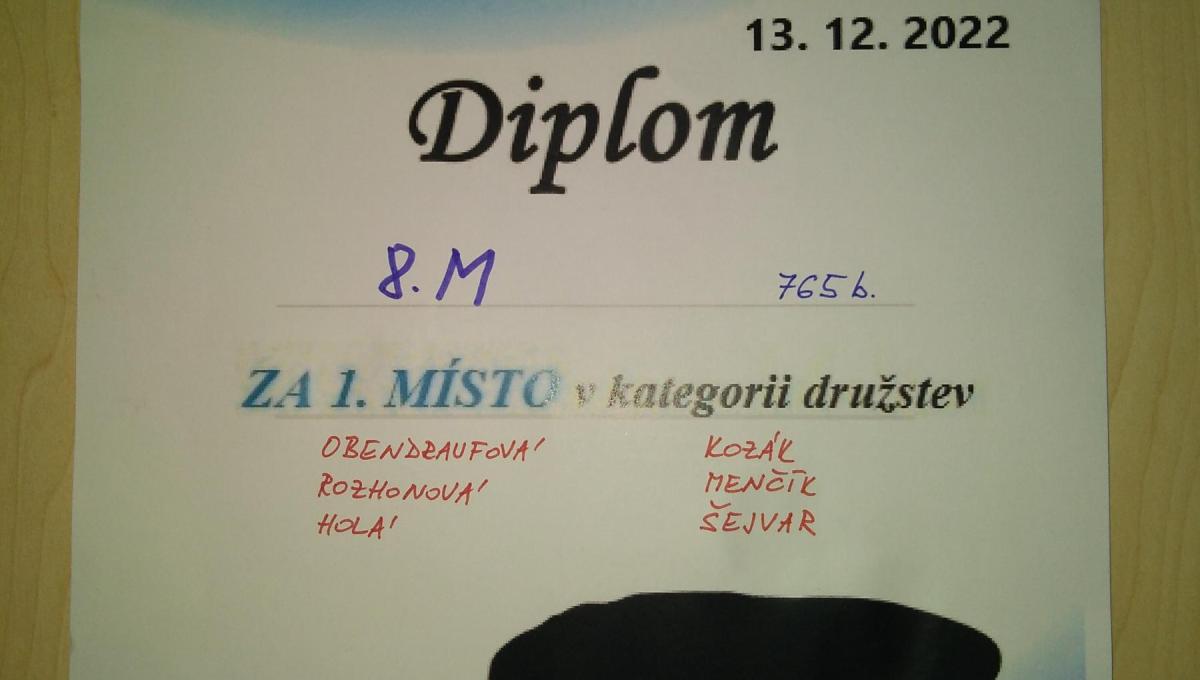 13. 12. 2022
Diplom
8.M 765 b.
ZA 1. MÍSTO v kategorii družstev
OBENDRAUFOVÁ KOZÁK
ROZHONOVÁ MENČÍK
HOLÁ ŠEJVAR